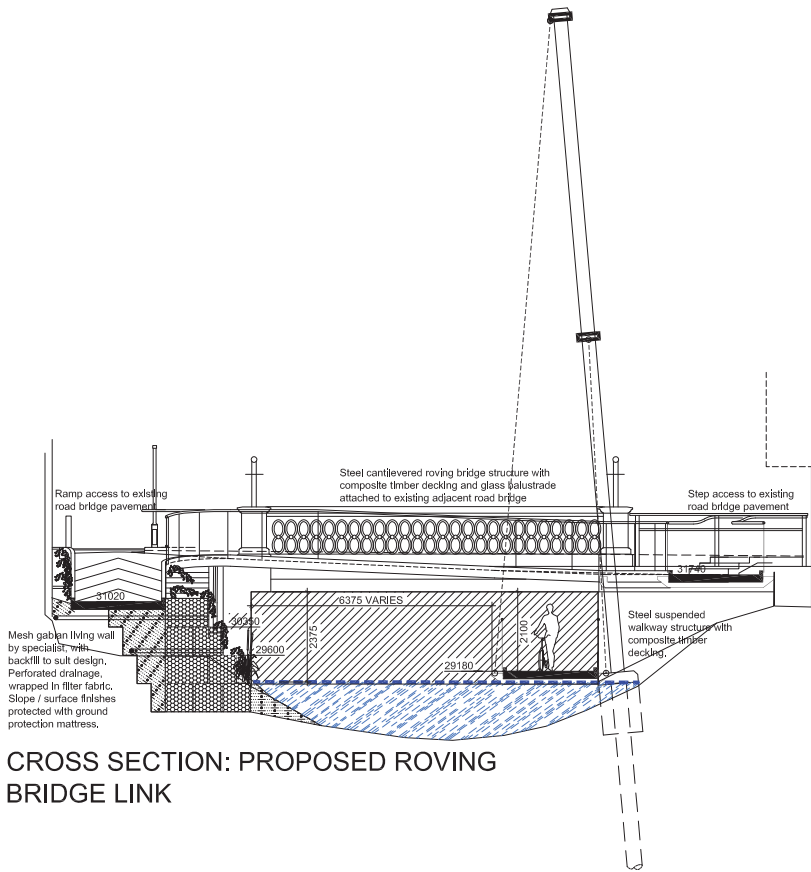 Steel cantilevered roving bridge structure with
composite timber decking and glass balustrade
attached to existing adjacent road bridge
Ramp access to existing
road bridge pavement
Step access to existing
road bridge pavement
31020
31740
6375 VARIES
30350
2375
2100
29600
29180
Steel suspended
walkway structure with
composite timber
decking.
Mesh gabian living wall
by specialist, with
backfill to suit design.
Perforated drainage,
wrapped in filter fabric.
Slope / surface finishes
protected with ground
protection mattress.
CROSS SECTION: PROPOSED ROVING
BRIDGE LINK